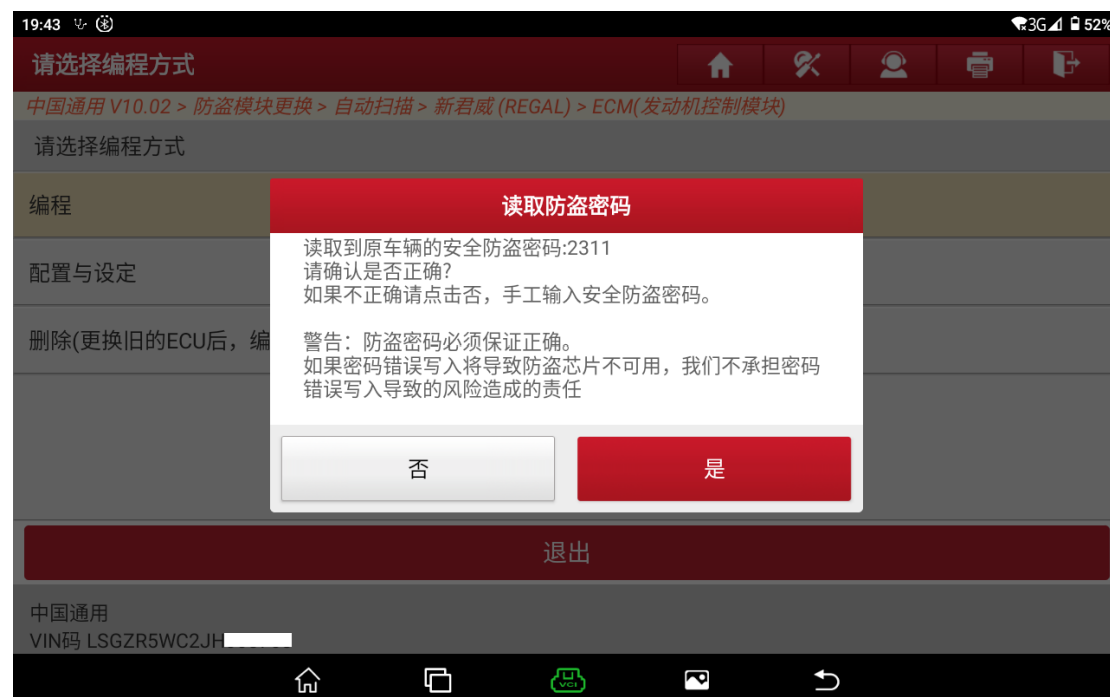 19:43
3G
52%
请选择编程方式
中国通用 V10.02 > 防盗模块更换 > 自动扫描 > 新君威 (REGAL) > ECM(发动机控制模块)
请选择编程方式
编程
配置与设定
删除(更换旧的ECU后，编
读取防盗密码
读取到原车辆的安全防盗密码:2311
请确认是否正确?
如果不正确请点击否，手工输入安全防盗密码。
警告：防盗密码必须保证正确。
如果密码错误写入将导致防盗芯片不可用，我们不承担密码
错误写入导致的风险造成的责任
否
是
退出
中国通用
VIN码 LSGZR5WC2JH
VCI